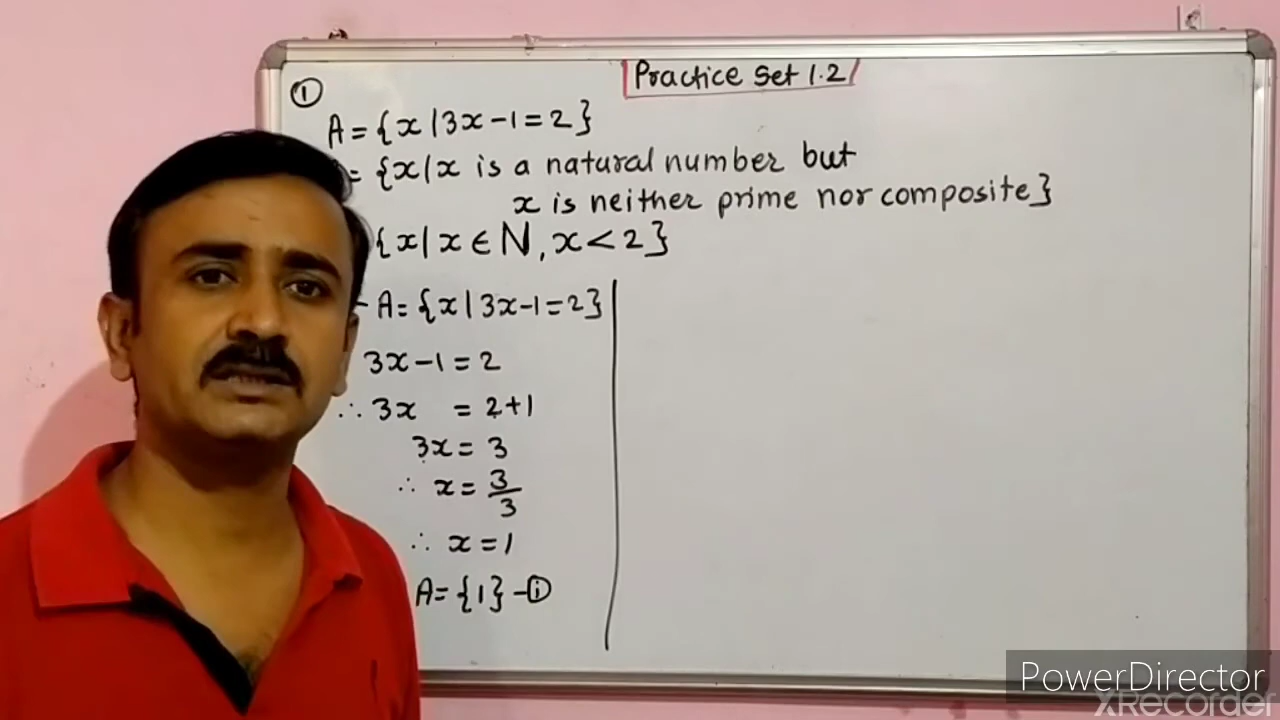 Practice Set 1.2
①
A = {x | 3x - 1 = 2}
= {x | x is a natural number but
x is neither prime nor composite}
{x | x ∈ N, x < 2}
A = {x | 3x - 1 = 2}
3x - 1 = 2
∴ 3x = 2 + 1
3x = 3
∴ x = 3/3
∴ x = 1
A = {1} - ⓘ
PowerDirector
XRecorder